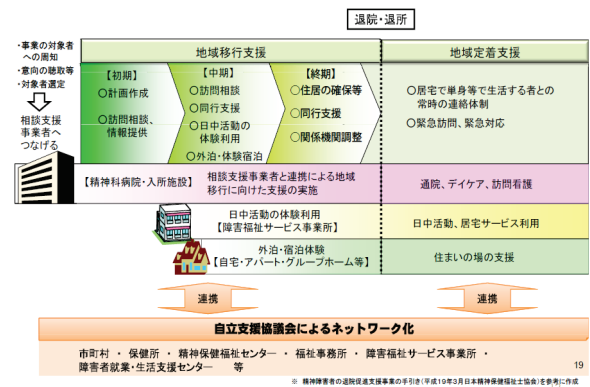 退院・退所
・事業の対象者
への周知
・意向の聴取等
・対象者選定
相談支援
事業者へ
つなげる
地域移行支援
地域定着支援
【初期】
○計画作成
○訪問相談、
情報提供
【中期】
○訪問相談
○同行支援
○日中活動の
体験利用
○外泊・体験宿泊
【終期】
○住居の確保等
○同行支援
○関係機関調整
○居宅で単身等で生活する者との
常時の連絡体制
○緊急訪問、緊急対応
【精神科病院・入所施設】
相談支援事業者と連携による地域
移行に向けた支援の実施
通院、デイケア、訪問看護
日中活動の体験利用
【障害福祉サービス事業所】
日中活動、居宅サービス利用
外泊・宿泊体験
【自宅・アパート・グループホーム等】
住まいの場の支援
連携
連携
自立支援協議会によるネットワーク化
市町村 ・ 保健所 ・ 精神保健福祉センター ・ 福祉事務所 ・ 障害福祉サービス事業所 ・
障害者就業・生活支援センター 等
19
※ 精神障害者の退院促進支援事業の手引き(平成19年3月日本精神保健福祉士協会)を参考に作成